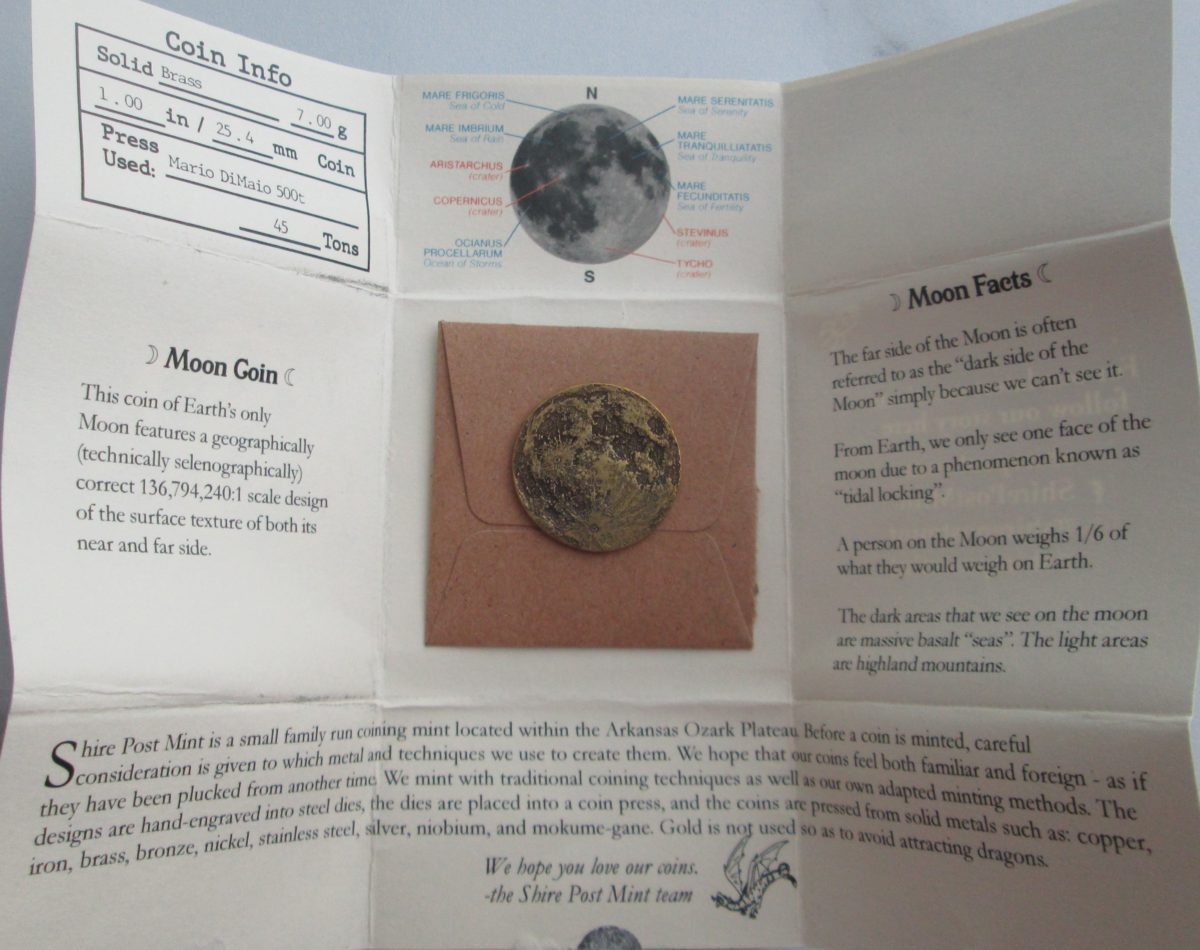 Coin Info
Solid Brass 7.00 g
1.00 in / 25.4 mm Coin
Press
Used: Mario DiMaio 500t
45 Tons
N
MARE FRIGORIS
Sea of Cold
MARE IMBRIUM
Sea of Rain
ARISTARCHUS
(crater)
COPERNICUS
(crater)
OCIANUS
PROCELLARUM
Ocean of Storms
MARE SERENITATIS
Sea of Serenity
MARE
TRANQUILLIATATIS
Sea of Tranquility
MARE
FECUNDITATIS
Sea of Fertility
STEVINUS
(crater)
TYCHO
(crater)
S
Moon Coin
This coin of Earth's only
Moon features a geographically
(technically selenographically)
correct 136,794,240:1 scale design
of the surface texture of both its
near and far side.
Moon Facts
The far side of the Moon is often
referred to as the "dark side of the
Moon" simply because we can't see it.
From Earth, we only see one face of the
moon due to a phenomenon known as
"tidal locking".
A person on the Moon weighs 1/6 of
what they would weigh on Earth.
The dark areas that we see on the moon
are massive basalt "seas". The light areas
are highland mountains.
Shire Post Mint is a small family run coining mint located within the Arkansas Ozark Plateau Before a coin is minted, careful
consideration is given to which metal and techniques we use to create them. We hope that our coins feel both familiar and foreign - as if
they have been plucked from another time We mint with traditional coining techniques as well as our own adapted minting methods. The
designs are hand-engraved into steel dies, the dies are placed into a coin press, and the coins are pressed from solid metals such as: copper,
iron, brass, bronze, nickel, stainless steel, silver, niobium, and mokume-gane. Gold is not used so as to avoid attracting dragons.
We hope you love our coins.
-the Shire Post Mint team